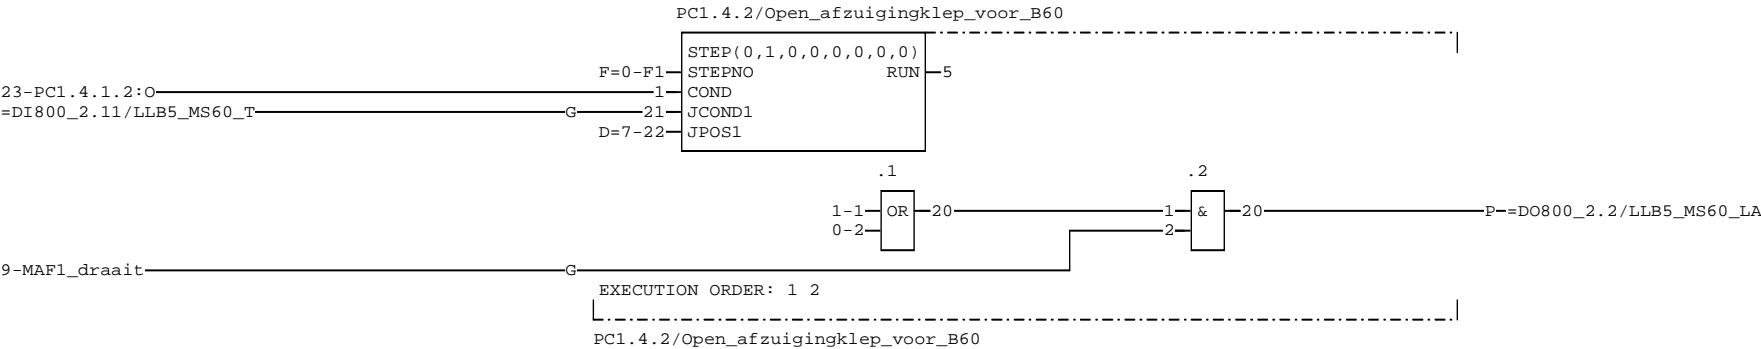 PC1.4.2/Open_afzuigingklep_voor_B60
STEP(0,1,0,0,0,0,0,0)
F=0-F1 STEPNO RUN 5
23-PC1.4.1.2:O 1 COND
=DI800_2.11/LLB5_MS60_T G 21 JCOND1
D=7-22 JPOS1
.1 .2
1-1 OR 20 1 & 20 P-=DO800_2.2/LLB5_MS60_LA
0-2 2
9-MAF1_draait G
EXECUTION ORDER: 1 2
PC1.4.2/Open_afzuigingklep_voor_B60